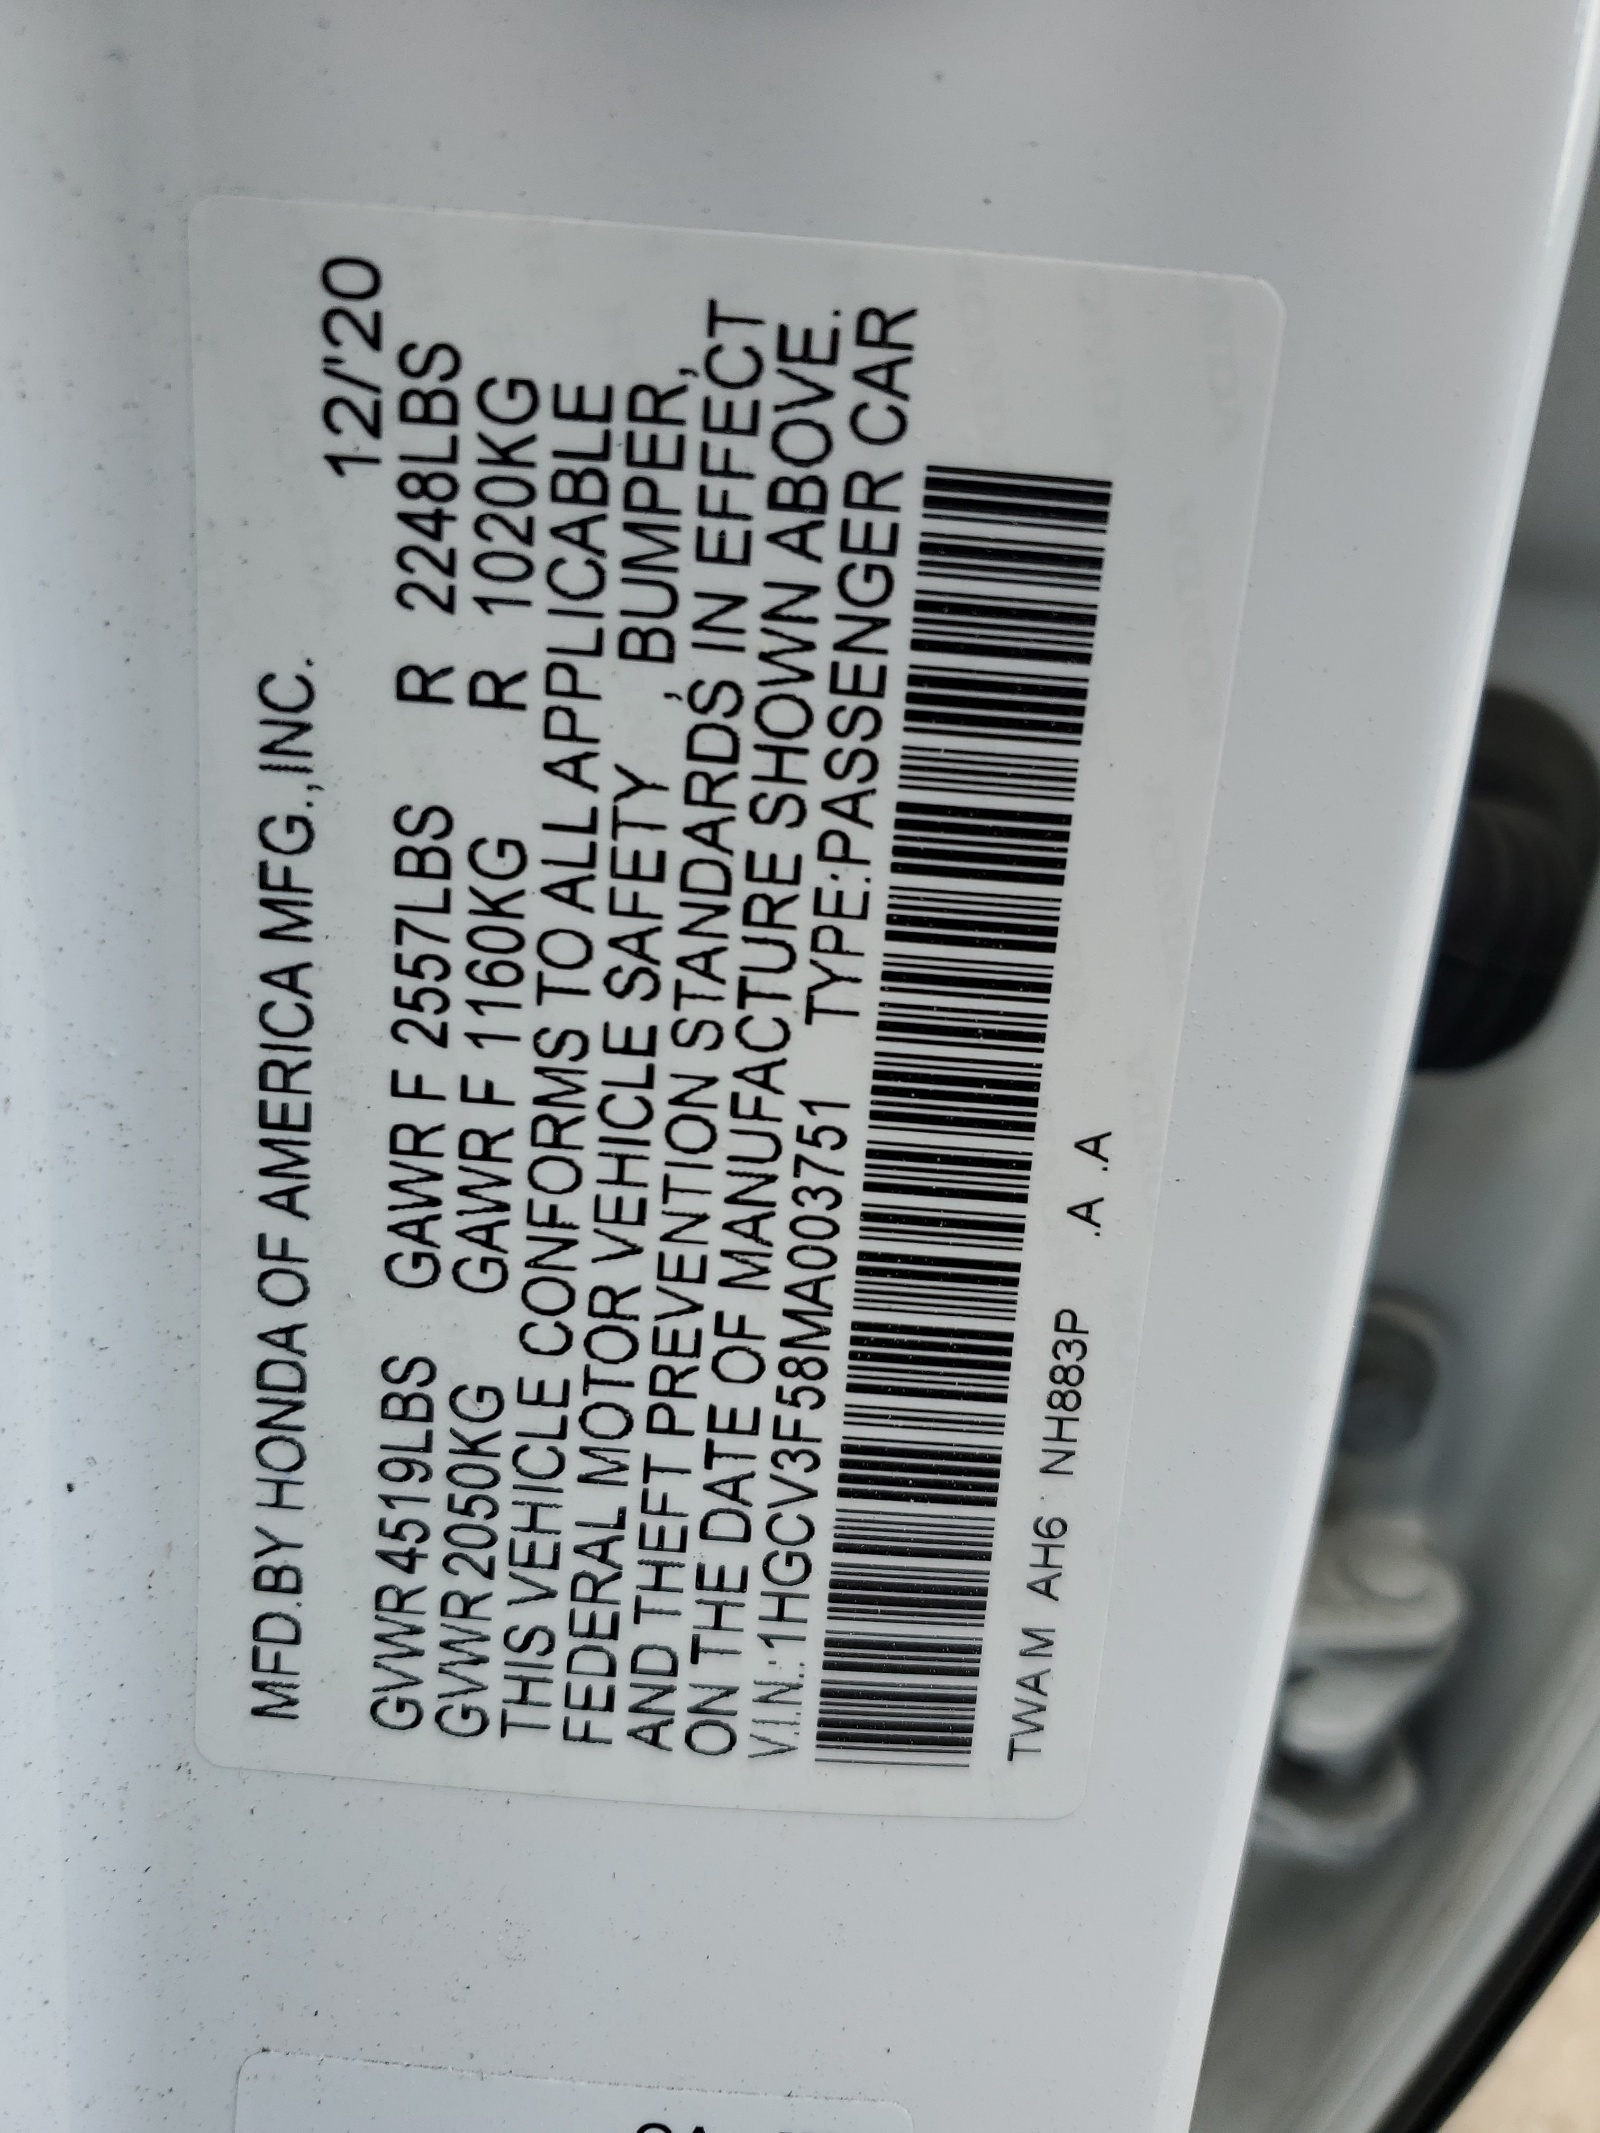 MFD.BY HONDA OF AMERICA MFG.,INC.
12/'20
GVWR 4519LBS GAWR F 2557LBS R 2248LBS
GVWR 2050KG GAWR F 1160KG R 1020KG
THIS VEHICLE CONFORMS TO ALL APPLICABLE
FEDERAL MOTOR VEHICLE SAFETY , BUMPER,
AND THEFT PREVENTION STANDARDS IN EFFECT
ON THE DATE OF MANUFACTURE SHOWN ABOVE.
V.I.N.:1HGCV3F58MA003751 TYPE:PASSENGER CAR
TWAM AH6 NH883P .A .A